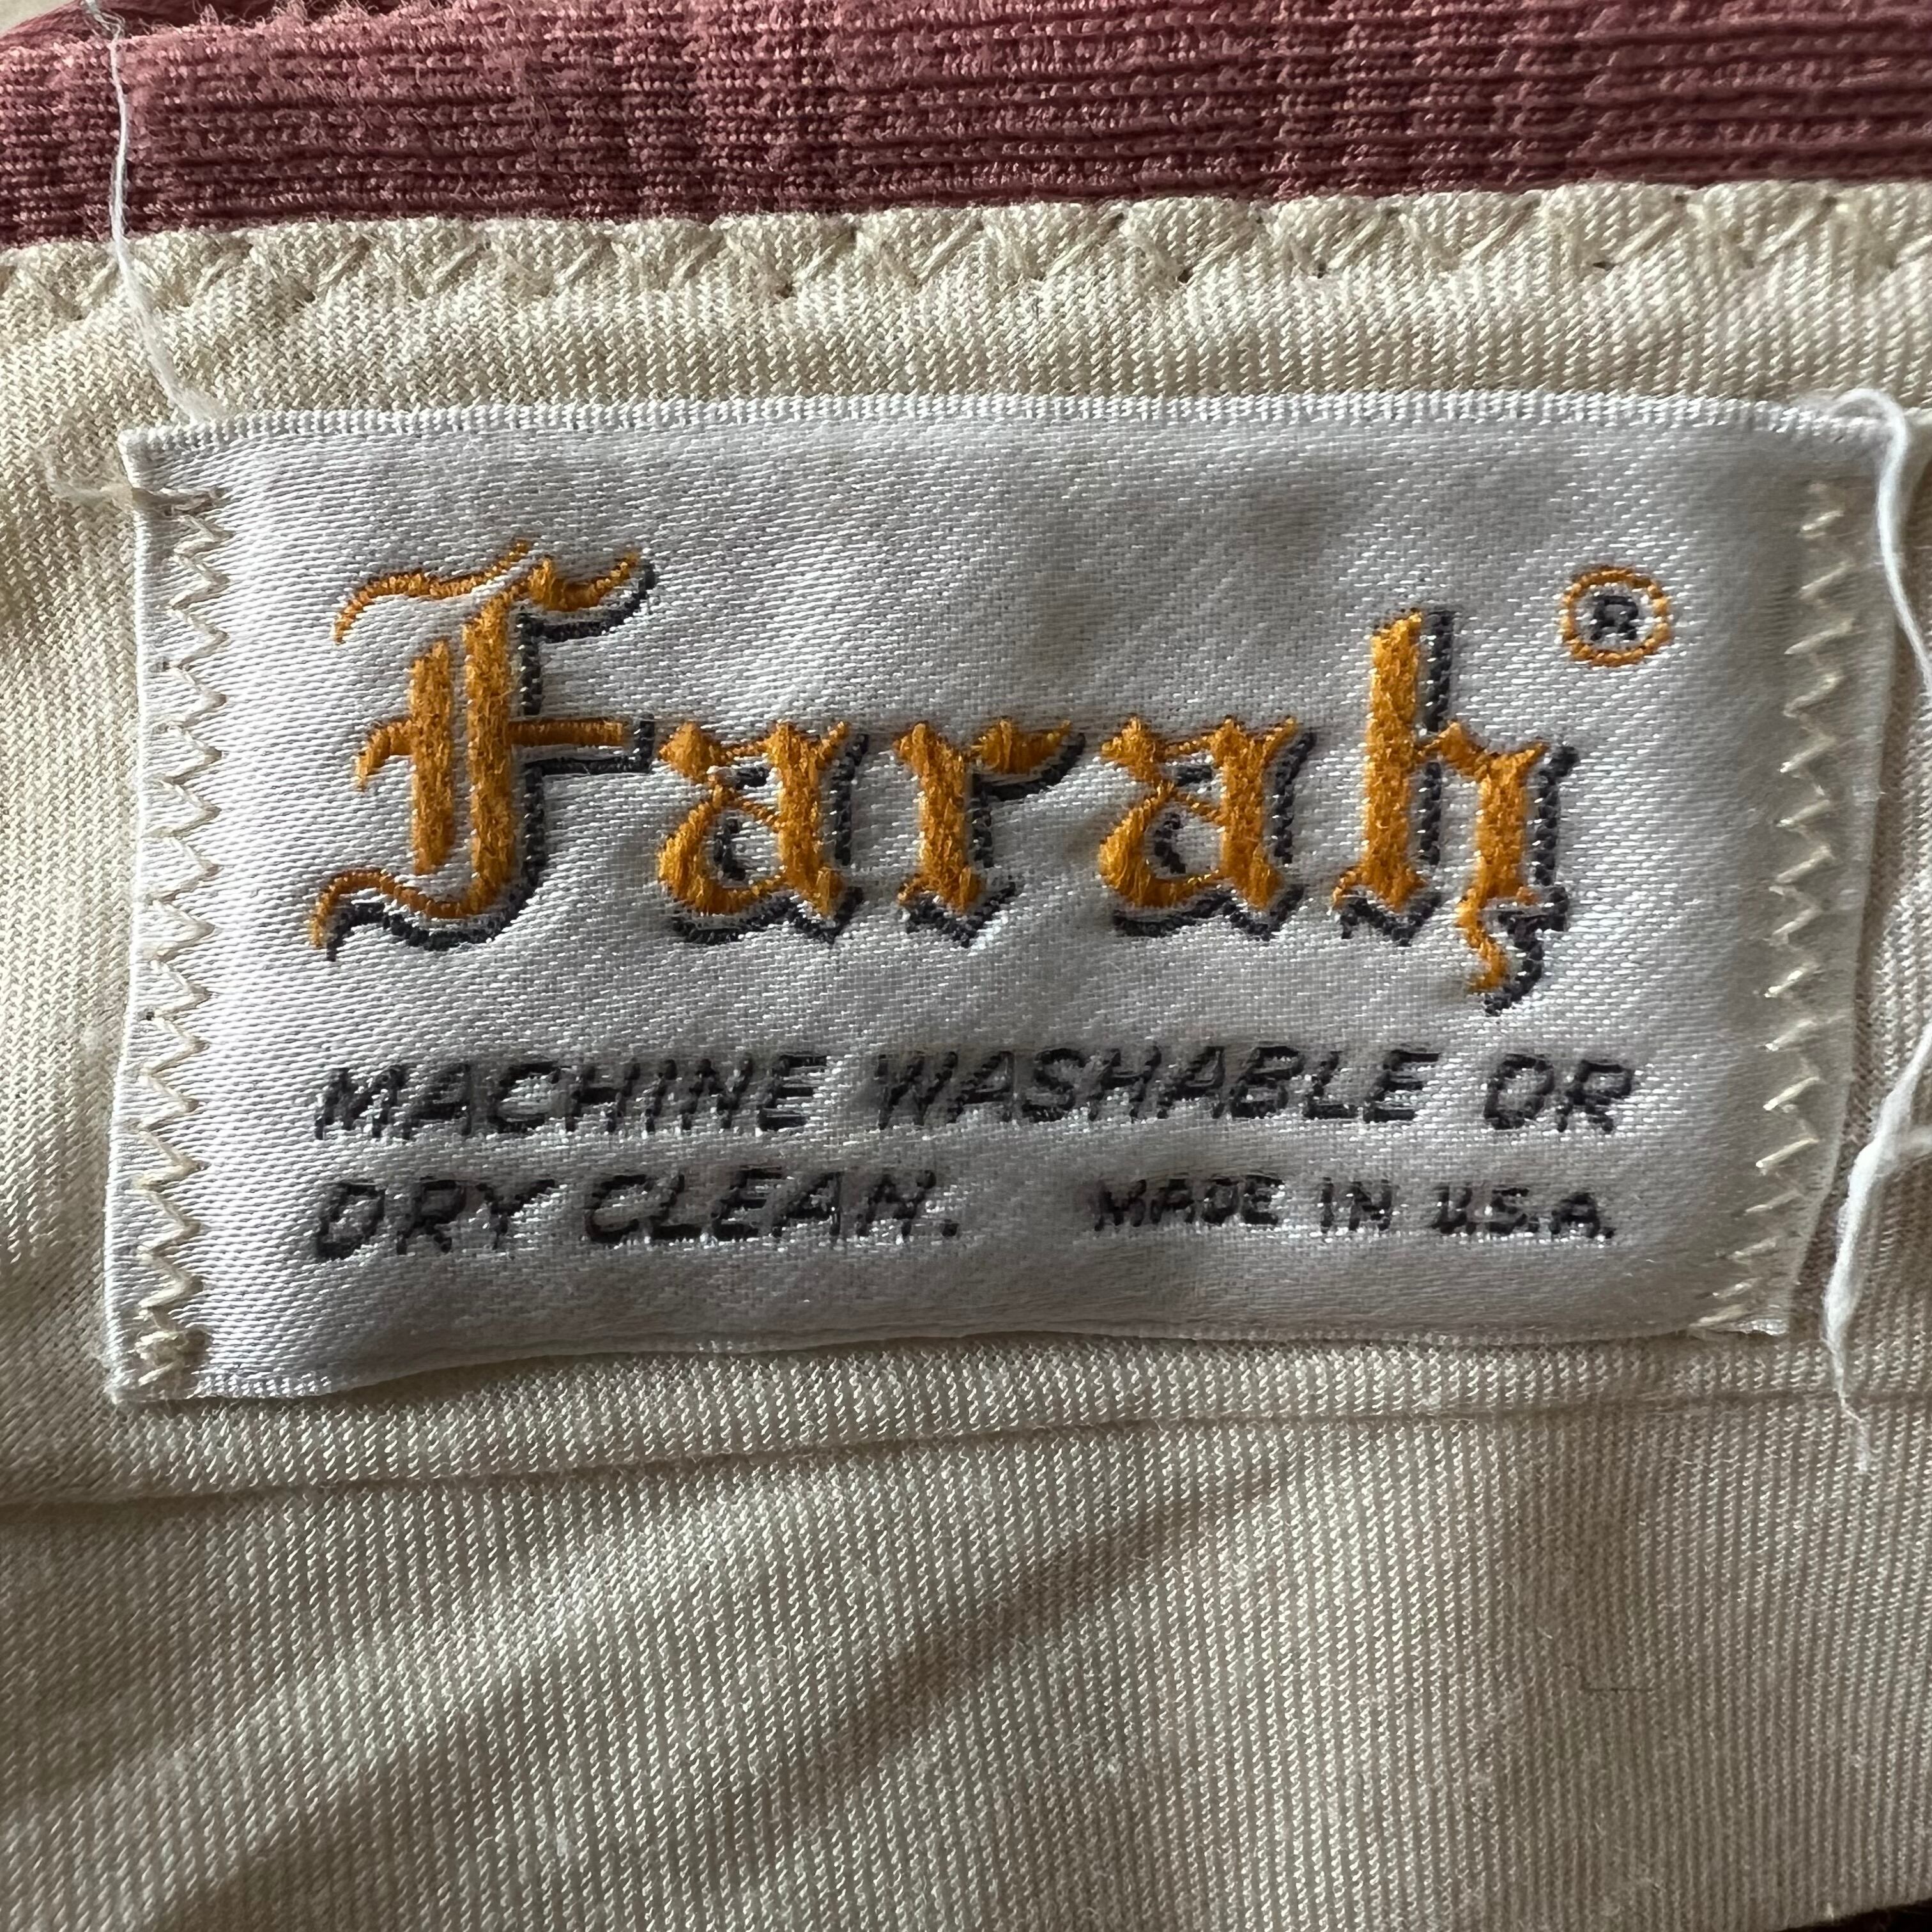 Farah ®
MACHINE WASHABLE OR
DRY CLEAN. MADE IN U.S.A.